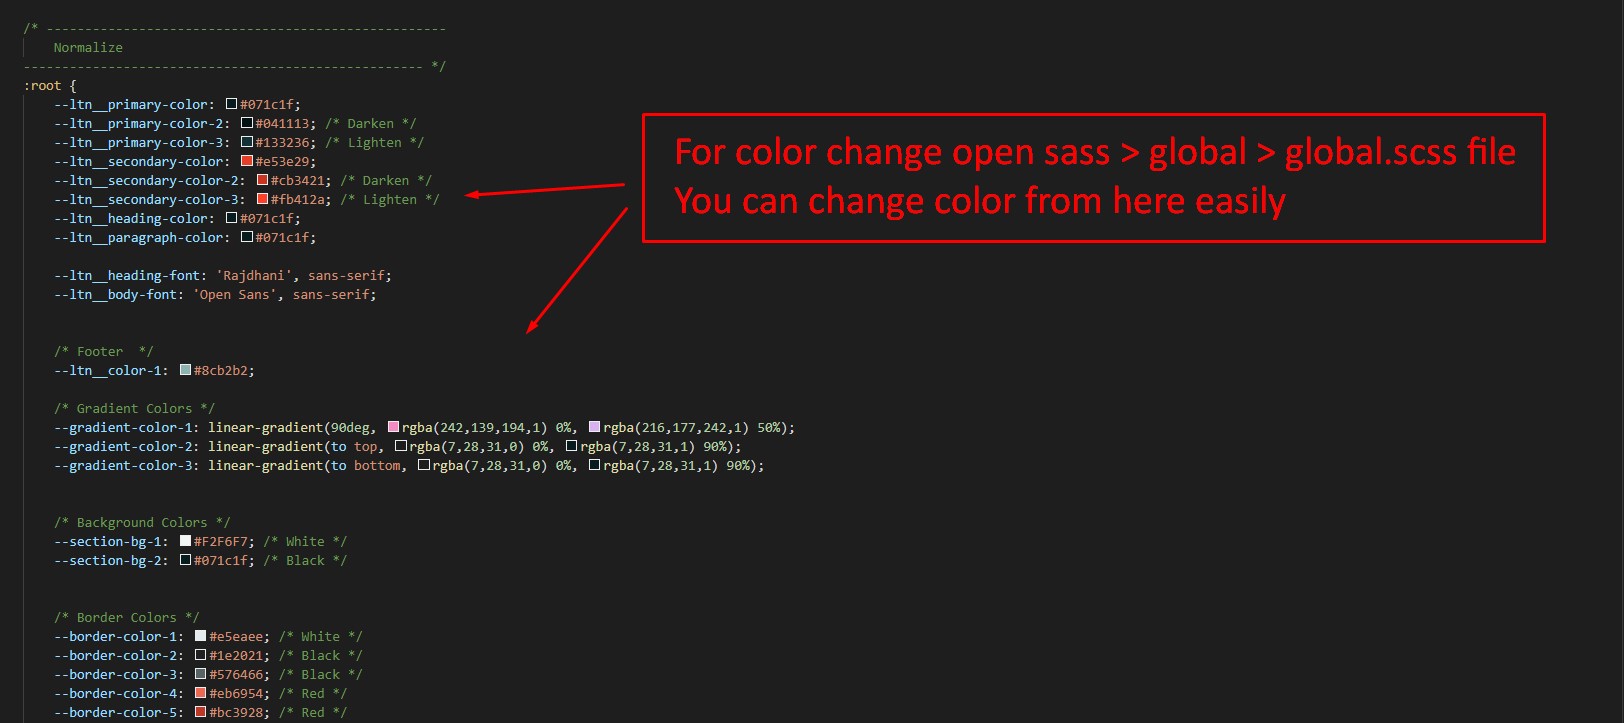 /* ----------------------------------------------------
Normalize
---------------------------------------------------- */
:root {
--ltn__primary-color: #071c1f;
--ltn__primary-color-2: #041113; /* Darken */
--ltn__primary-color-3: #133236; /* Lighten */
--ltn__secondary-color: #e53e29;
--ltn__secondary-color-2: #cb3421; /* Darken */
--ltn__secondary-color-3: #fb412a; /* Lighten */
--ltn__heading-color: #071c1f;
--ltn__paragraph-color: #071c1f;
--ltn__heading-font: 'Rajdhani', sans-serif;
--ltn__body-font: 'Open Sans', sans-serif;
/* Footer  */
--ltn__color-1: #8cb2b2;
/* Gradient Colors */
--gradient-color-1: linear-gradient(90deg, rgba(242,139,194,1) 0%, rgba(216,177,242,1) 50%);
--gradient-color-2: linear-gradient(to top, rgba(7,28,31,0) 0%, rgba(7,28,31,1) 90%);
--gradient-color-3: linear-gradient(to bottom, rgba(7,28,31,0) 0%, rgba(7,28,31,1) 90%);
/* Background Colors */
--section-bg-1: #F2F6F7; /* White */
--section-bg-2: #071c1f; /* Black */
/* Border Colors */
--border-color-1: #e5eaee; /* White */
--border-color-2: #1e2021; /* Black */
--border-color-3: #576466; /* Black */
--border-color-4: #eb6954; /* Red */
--border-color-5: #bc3928; /* Red */
For color change open sass > global > global.scss file
You can change color from here easily